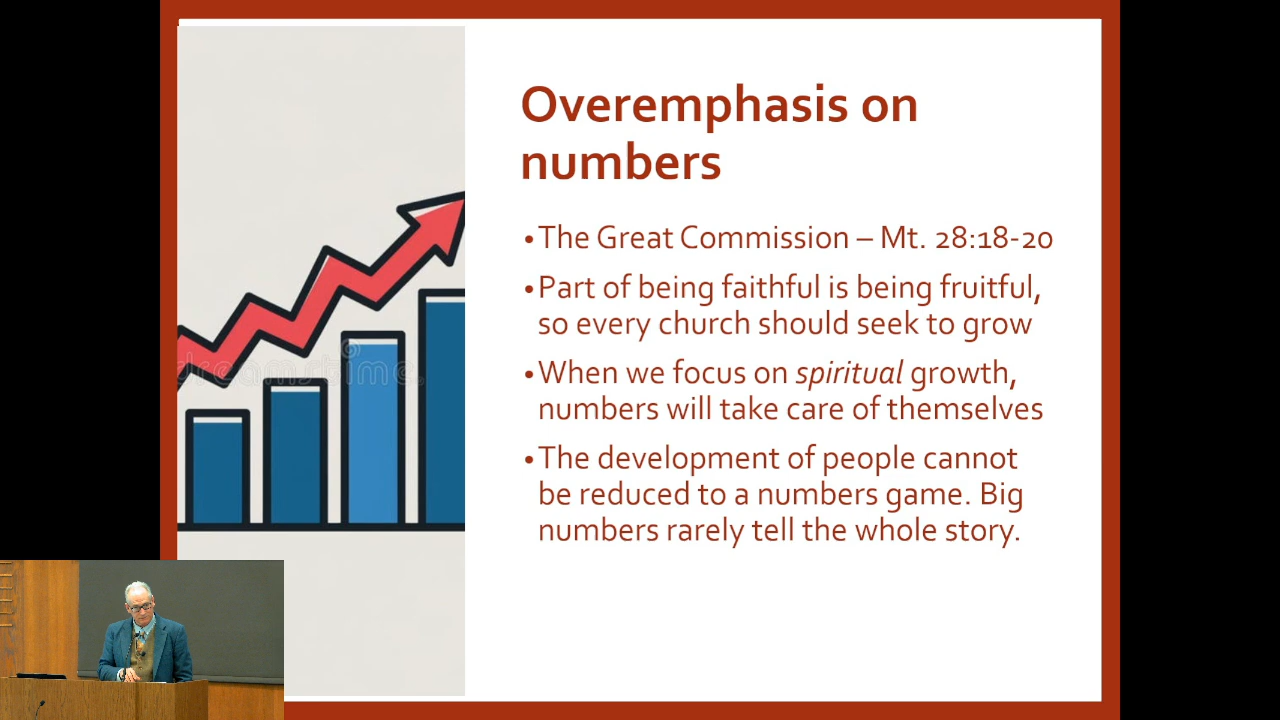 Overemphasis on
numbers
• The Great Commission – Mt. 28:18-20
• Part of being faithful is being fruitful,
so every church should seek to grow
• When we focus on spiritual growth,
numbers will take care of themselves
• The development of people cannot
be reduced to a numbers game. Big
numbers rarely tell the whole story.
dreamstime.